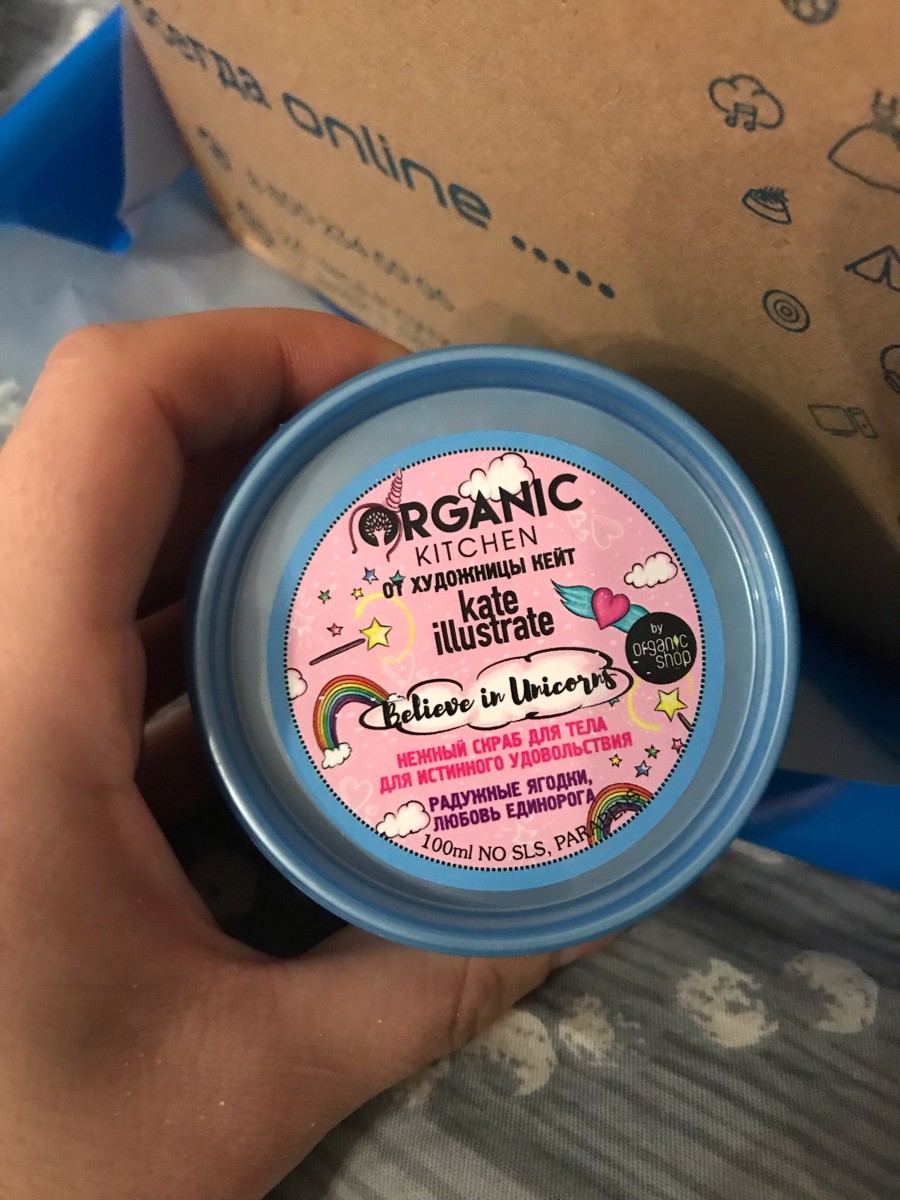 всегда online .....
ORGANIC
KITCHEN
ОТ ХУДОЖНИЦЫ КЕЙТ
kate
illustrate
by
organic
shop
Believe in Unicorns
НЕЖНЫЙ СКРАБ ДЛЯ ТЕЛА
ДЛЯ ИСТИННОГО УДОВОЛЬСТВИЯ
РАДУЖНЫЕ ЯГОДКИ,
ЛЮБОВЬ ЕДИНОРОГА
100ml NO SLS, PARABEN